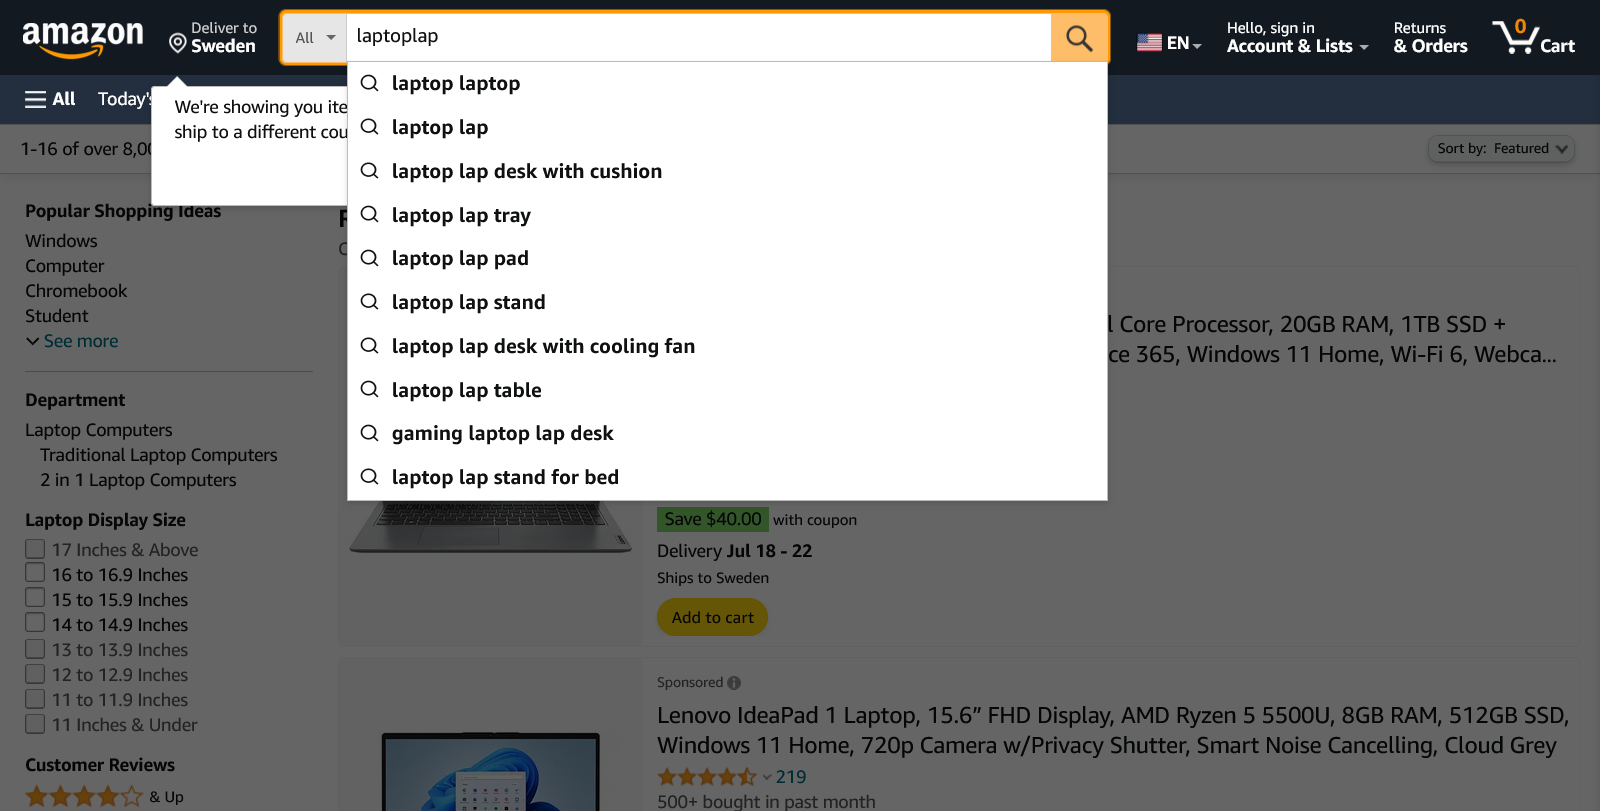 amazon
Deliver to
Sweden
All
laptoplap
EN
Hello, sign in
Account & Lists
Returns
& Orders
0
Cart
All
Today's
We're showing you ite
ship to a different cou
laptop laptop
laptop lap
laptop lap desk with cushion
laptop lap tray
laptop lap pad
laptop lap stand
laptop lap desk with cooling fan
laptop lap table
gaming laptop lap desk
laptop lap stand for bed
1-16 of over 8,00
Sort by: Featured
Popular Shopping Ideas
Windows
Computer
Chromebook
Student
See more
Department
Laptop Computers
Traditional Laptop Computers
2 in 1 Laptop Computers
Laptop Display Size
17 Inches & Above
16 to 16.9 Inches
15 to 15.9 Inches
14 to 14.9 Inches
13 to 13.9 Inches
12 to 12.9 Inches
11 to 11.9 Inches
11 Inches & Under
Customer Reviews
& Up
l Core Processor, 20GB RAM, 1TB SSD +
ce 365, Windows 11 Home, Wi-Fi 6, Webca...
Save $40.00 with coupon
Delivery Jul 18 - 22
Ships to Sweden
Add to cart
Sponsored
Lenovo IdeaPad 1 Laptop, 15.6” FHD Display, AMD Ryzen 5 5500U, 8GB RAM, 512GB SSD,
Windows 11 Home, 720p Camera w/Privacy Shutter, Smart Noise Cancelling, Cloud Grey
219
500+ bought in past month